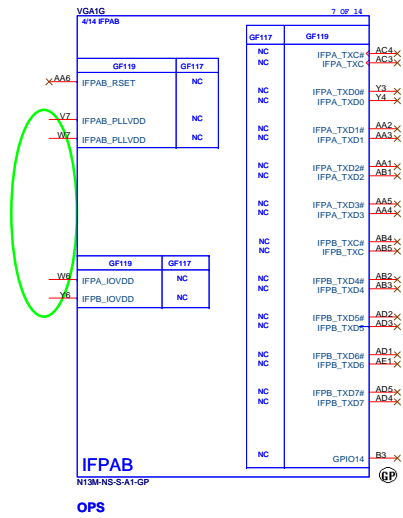 VGA1G 7 OF 14
4/14 IFPAB
GF117 GF119
NC IFPA_TXC# AC4
NC IFPA_TXC AC3
GF119 GF117
AA6 IFPAB_RSET NC
NC IFPA_TXD0# Y3
NC IFPA_TXD0 Y4
V7 IFPAB_PLLVDD NC
W7 IFPAB_PLLVDD NC
NC IFPA_TXD1# AA2
NC IFPA_TXD1 AA3
NC IFPA_TXD2# AA1
NC IFPA_TXD2 AB1
NC IFPA_TXD3# AA5
NC IFPA_TXD3 AA4
NC IFPB_TXC# AB4
NC IFPB_TXC AB5
GF119 GF117
W6 IFPA_IOVDD NC
Y6 IFPB_IOVDD NC
NC IFPB_TXD4# AB2
NC IFPB_TXD4 AB3
NC IFPB_TXD5# AD2
NC IFPB_TXD5 AD3
NC IFPB_TXD6# AD1
NC IFPB_TXD6 AE1
NC IFPB_TXD7# AD5
NC IFPB_TXD7 AD4
NC GPIO14 B3
IFPAB
N13M-NS-S-A1-GP
GP
OPS